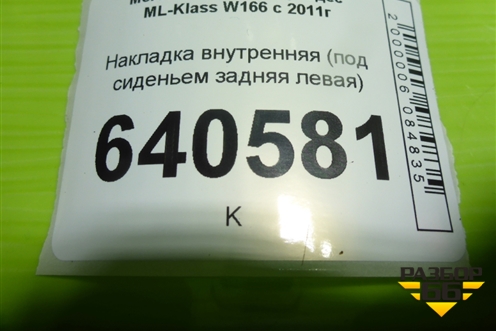 ML-Klass W166 с 2011г
Накладка внутренняя (под
сиденьем задняя левая)
640581
К
2000006084835
РАЗБОР
66